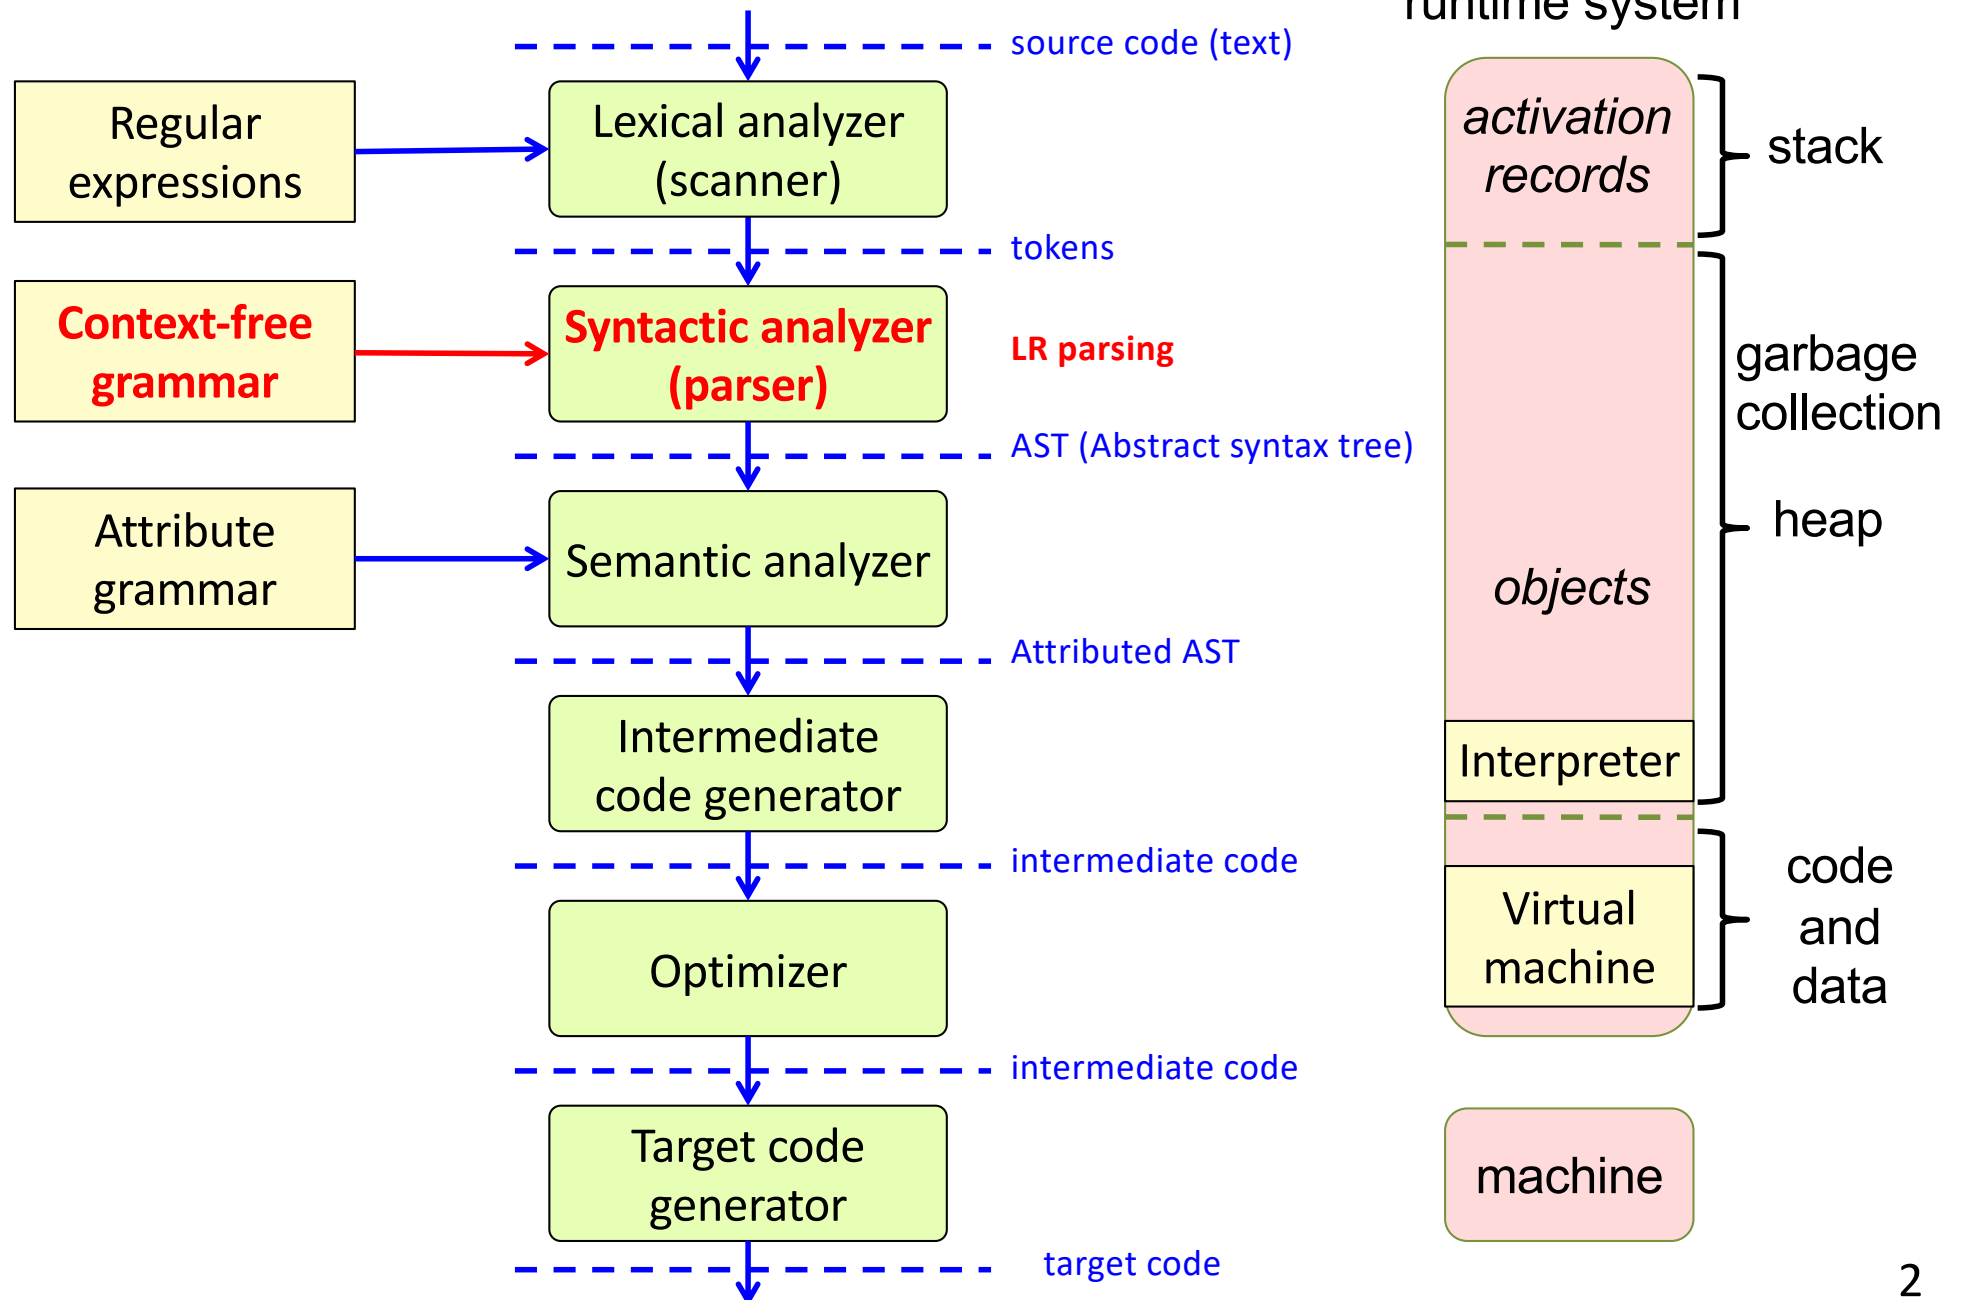 runtime system
source code (text)
Regular
expressions
Lexical analyzer
(scanner)
activation
records
stack
tokens
Context-free
grammar
Syntactic analyzer
(parser)
LR parsing
garbage
collection
AST (Abstract syntax tree)
Attribute
grammar
Semantic analyzer
heap
objects
Attributed AST
Intermediate
code generator
Interpreter
intermediate code
Optimizer
Virtual
machine
code
and
data
intermediate code
Target code
generator
machine
target code
2